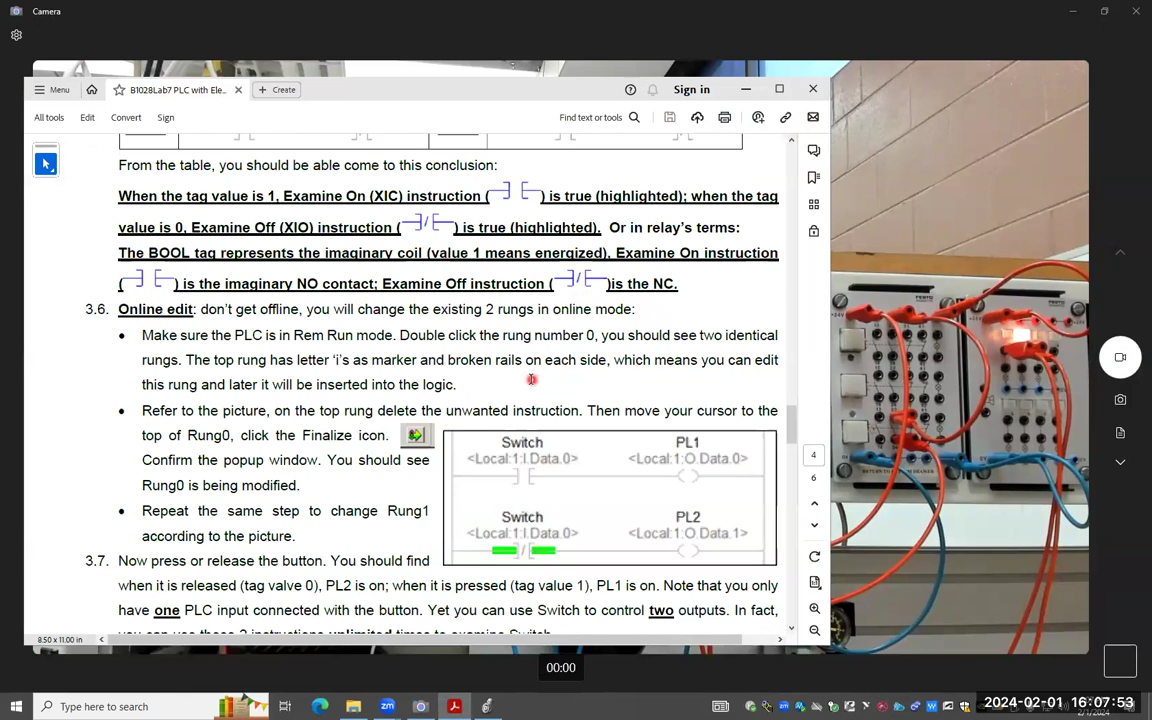 Camera
Menu
B1028Lab7 PLC with Ele...
Create
Sign in
All tools
Edit
Convert
Sign
Find text or tools
From the table, you should be able come to this conclusion:
When the tag value is 1, Examine On (XIC) instruction ( ) is true (highlighted); when the tag
value is 0, Examine Off (XIO) instruction ( ) is true (highlighted). Or in relay's terms:
The BOOL tag represents the imaginary coil (value 1 means energized), Examine On instruction
( ) is the imaginary NO contact; Examine Off instruction ( )is the NC.
3.6. Online edit: don't get offline, you will change the existing 2 rungs in online mode:
• Make sure the PLC is in Rem Run mode. Double click the rung number 0, you should see two identical
rungs. The top rung has letter 'i's as marker and broken rails on each side, which means you can edit
this rung and later it will be inserted into the logic.
• Refer to the picture, on the top rung delete the unwanted instruction. Then move your cursor to the
top of Rung0, click the Finalize icon.
Confirm the popup window. You should see
Rung0 is being modified.
• Repeat the same step to change Rung1
according to the picture.
Switch
PL1
<Local:1:I.Data.0>
<Local:1:O.Data.0>
Switch
PL2
<Local:1:I.Data.0>
<Local:1:O.Data.1>
3.7. Now press or release the button. You should find
when it is released (tag valve 0), PL2 is on; when it is pressed (tag value 1), PL1 is on. Note that you only
have one PLC input connected with the button. Yet you can use Switch to control two outputs. In fact,
you can use these 2 instructions unlimited times to examine Switch.
4
6
8.50 x 11.00 in
FESTO
+24V
00:00
Type here to search
2024-02-01 16:07:53